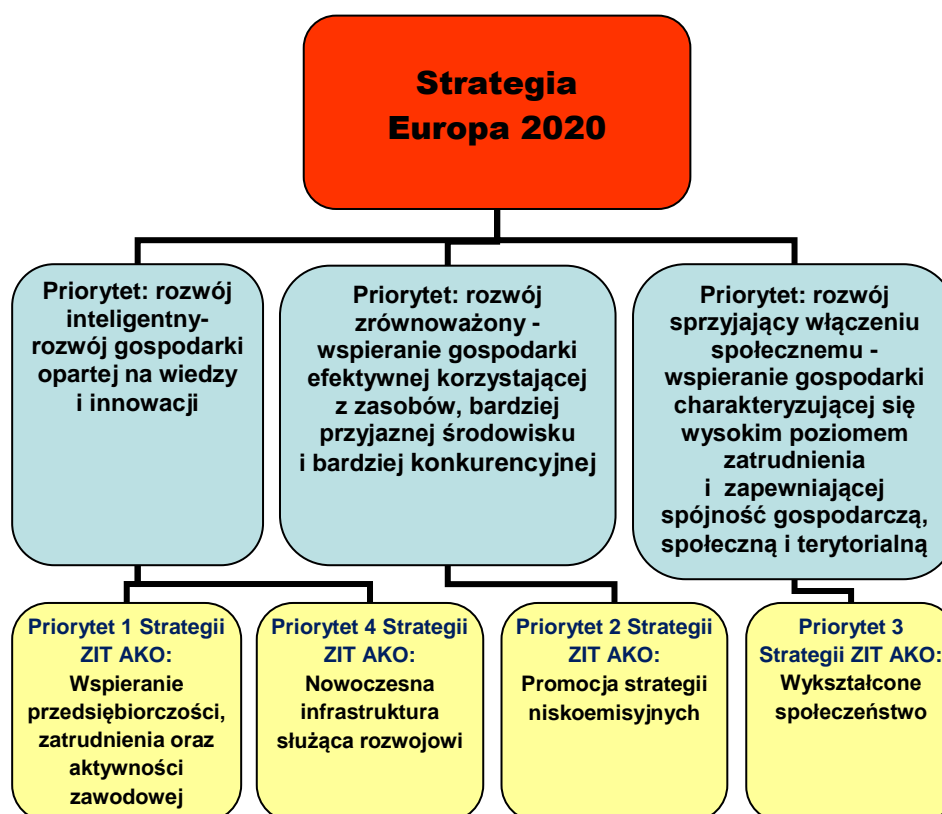 Strategia
Europa 2020
Priorytet: rozwój
inteligentny-
rozwój gospodarki
opartej na wiedzy
i innowacji
Priorytet: rozwój
zrównoważony -
wspieranie gospodarki
efektywnej korzystającej
z zasobów, bardziej
przyjaznej środowisku
i bardziej konkurencyjnej
Priorytet: rozwój
sprzyjający włączeniu
społecznemu -
wspieranie gospodarki
charakteryzującej się
wysokim poziomem
zatrudnienia
i zapewniającej
spójność gospodarczą,
społeczną i terytorialną
Priorytet 1 Strategii
ZIT AKO:
Wspieranie
przedsiębiorczości,
zatrudnienia oraz
aktywności
zawodowej
Priorytet 4 Strategii
ZIT AKO:
Nowoczesna
infrastruktura
służąca rozwojowi
Priorytet 2 Strategii
ZIT AKO:
Promocja strategii
niskoemisyjnych
Priorytet 3
Strategii ZIT AKO:
Wykształcone
społeczeństwo